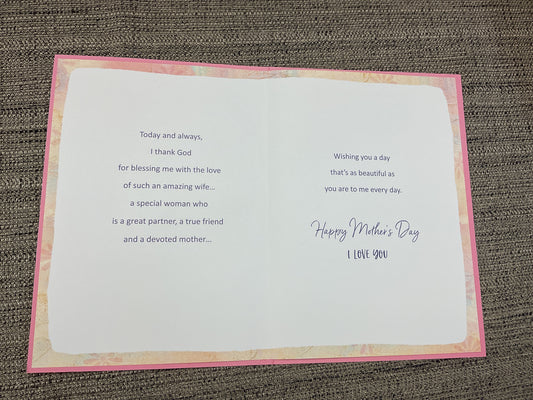 Today and always,
I thank God
for blessing me with the love
of such an amazing wife...
a special woman who
is a great partner, a true friend
and a devoted mother...
Wishing you a day
that's as beautiful as
you are to me every day.
Happy Mother's Day
I LOVE YOU